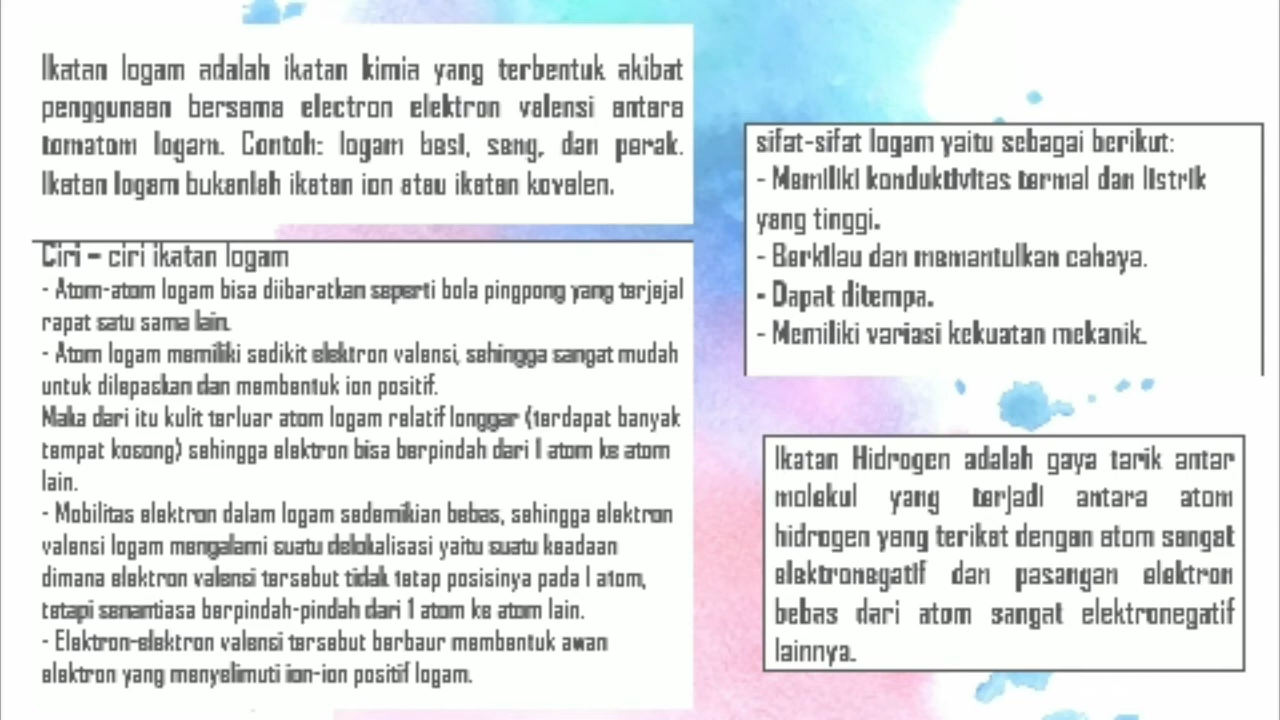 Ikatan logam adalah ikatan kimia yang terbentuk akibat
penggunaan bersama electron elektron valensi antara
tomatom logam. Contoh: logam besi, seng, dan perak.
Ikatan logam bukanlah ikatan ion atau ikatan kovalen.
Ciri – ciri ikatan logam
- Atom-atom logam bisa diibaratkan seperti bola pingpong yang terjejal
rapat satu sama lain.
- Atom logam memiliki sedikit elektron valensi, sehingga sangat mudah
untuk dilepaskan dan membentuk ion positif.
Maka dari itu kulit terluar atom logam relatif longgar (terdapat banyak
tempat kosong) sehingga elektron bisa berpindah dari 1 atom ke atom
lain.
- Mobilitas elektron dalam logam sedemikian bebas, sehingga elektron
valensi logam mengalami suatu delokalisasi yaitu suatu keadaan
dimana elektron valensi tersebut tidak tetap posisinya pada 1 atom,
tetapi senantiasa berpindah-pindah dari 1 atom ke atom lain.
- Elektron-elektron valensi tersebut berbaur membentuk awan
elektron yang menyelimuti ion-ion positif logam.
sifat-sifat logam yaitu sebagai berikut:
- Memiliki konduktivitas termal dan listrik
yang tinggi.
- Berkilau dan memantulkan cahaya.
- Dapat ditempa.
- Memiliki variasi kekuatan mekanik.
Ikatan Hidrogen adalah gaya tarik antar
molekul yang terjadi antara atom
hidrogen yang terikat dengan atom sangat
elektronegatif dan pasangan elektron
bebas dari atom sangat elektronegatif
lainnya.